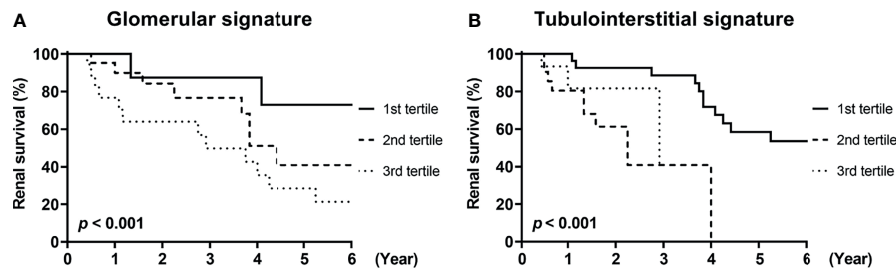 A
Glomerular signature
Renal survival (%)
100
80
60
40
20
0
0 1 2 3 4 5 6 (Year)
p < 0.001
1st tertile
2nd tertile
3rd tertile
B
Tubulointerstitial signature
Renal survival (%)
100
80
60
40
20
0
0 1 2 3 4 5 6 (Year)
p < 0.001
1st tertile
2nd tertile
3rd tertile